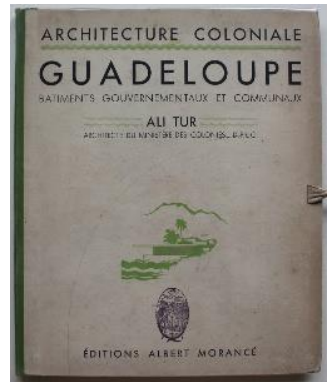 ARCHITECTURE COLONIALE
GUADELOUPE
BATIMENTS GOUVERNEMENTAUX ET COMMUNAUX
ALI TUR
ARCHITECTE DU MINISTERE DES COLONIES
ÉDITIONS ALBERT MORANCÉ